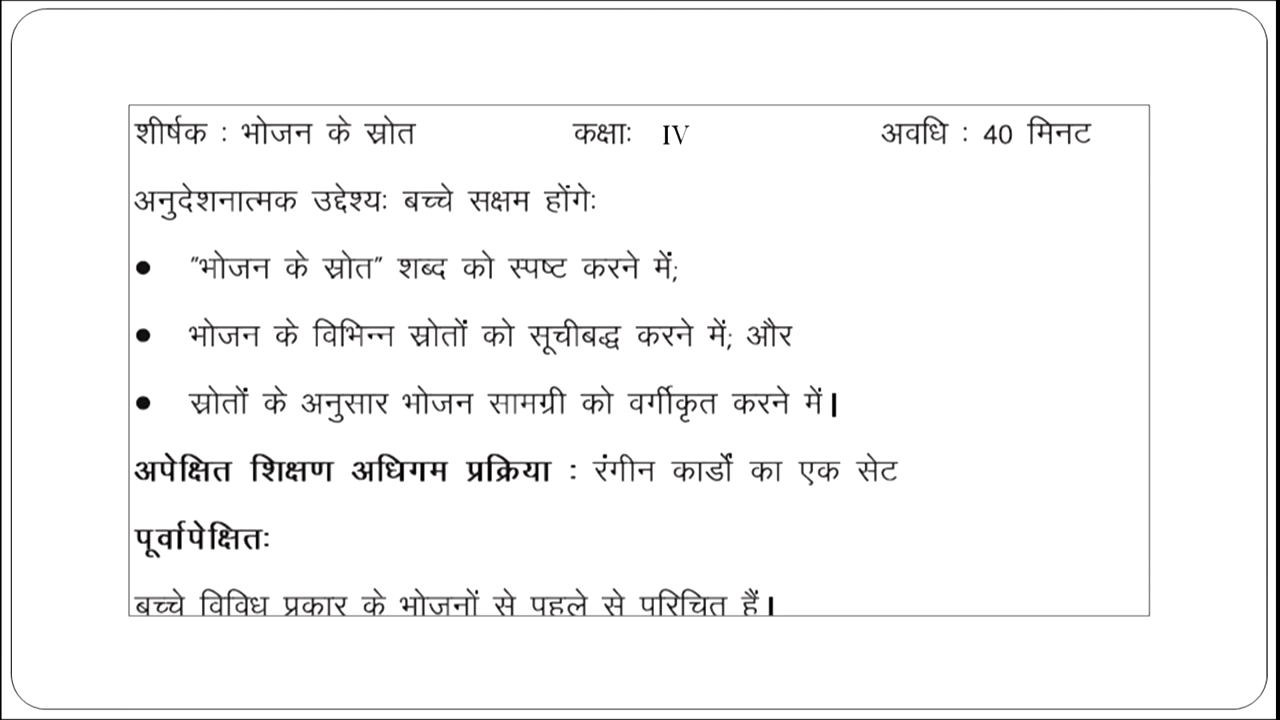 शीर्षक : भोजन के स्रोत कक्षाः IV अवधि : 40 मिनट
अनुदेशनात्मक उद्देश्यः बच्चे सक्षम होंगेः
● "भोजन के स्रोत" शब्द को स्पष्ट करने में;
● भोजन के विभिन्न स्रोतों को सूचीबद्ध करने में; और
● स्रोतों के अनुसार भोजन सामग्री को वर्गीकृत करने में।
अपेक्षित शिक्षण अधिगम प्रक्रिया : रंगीन कार्डों का एक सेट
पूर्वापेक्षितः
बच्चे विविध प्रकार के भोजनों से पहले से परिचित हैं।